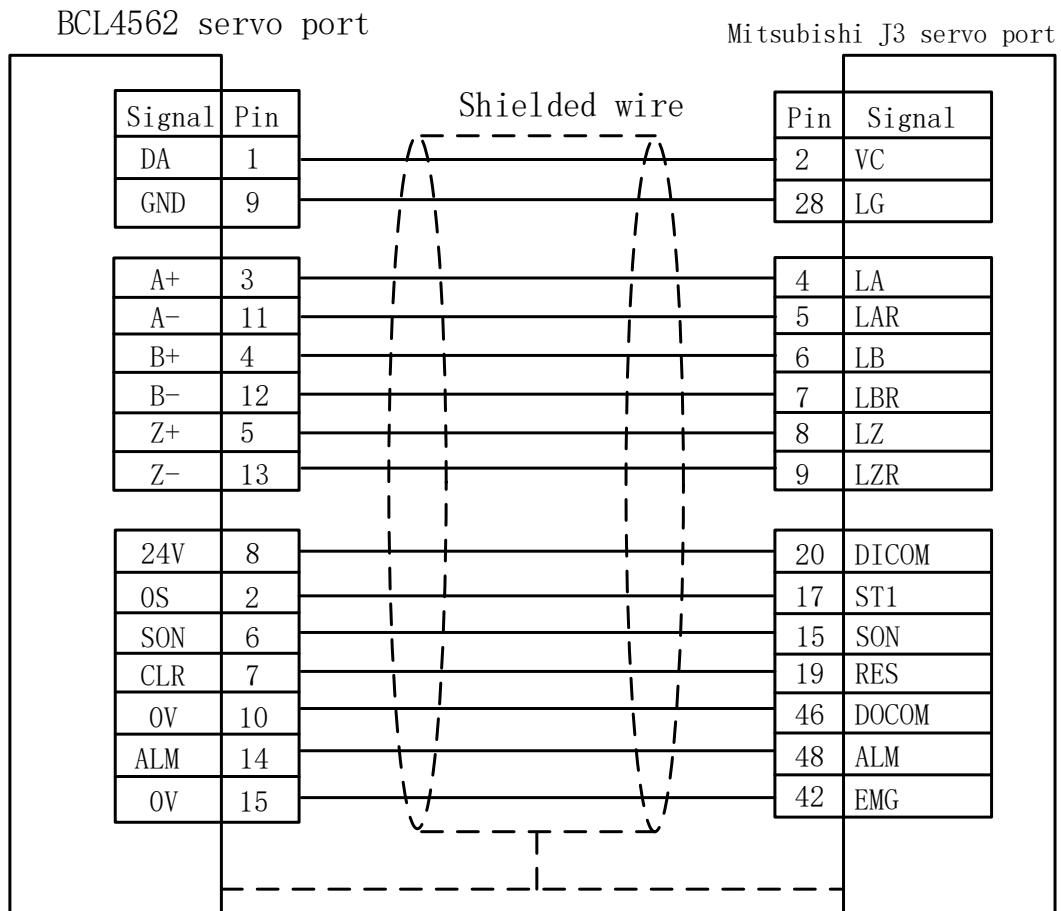 BCL4562 servo port
Mitsubishi J3 servo port
Shielded wire
Signal Pin Pin Signal
DA 1 2 VC
GND 9 28 LG
A+ 3 4 LA
A- 11 5 LAR
B+ 4 6 LB
B- 12 7 LBR
Z+ 5 8 LZ
Z- 13 9 LZR
24V 8 20 DICOM
OS 2 17 ST1
SON 6 15 SON
CLR 7 19 RES
0V 10 46 DOCOM
ALM 14 48 ALM
0V 15 42 EMG